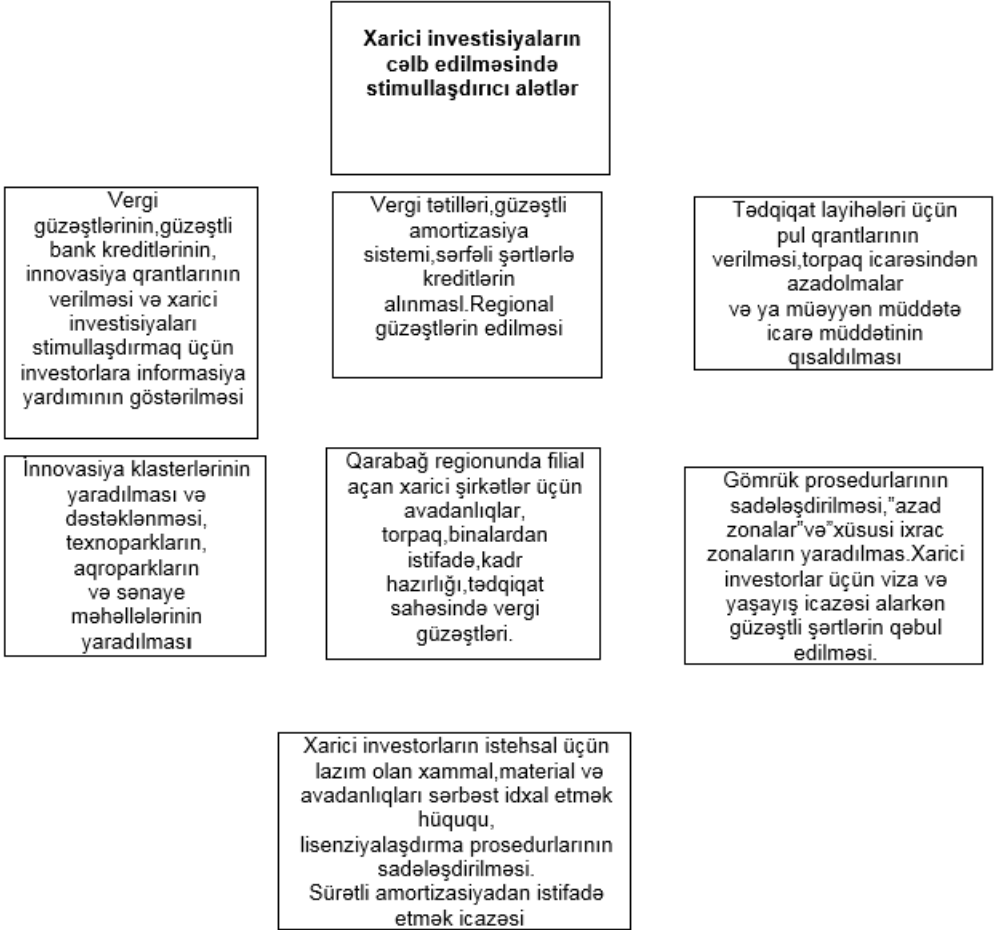 Xarici investisiyaların
cəlb edilməsində
stimullaşdırıcı alətlər
Vergi
güzəştlərinin,güzəştli
bank kreditlərinin,
innovasiya qrantlarının
verilməsi və xarici
investisiyaları
stimullaşdırmaq üçün
investorlara informasiya
yardımının göstərilməsi
Vergi tətilləri,güzəştli
amortizasiya
sistemi,sərfəli şərtlərlə
kreditlərin
alınmasl.Regional
güzəştlərin edilməsi
Tədqiqat layihələri üçün
pul qrantlarının
verilməsi,torpaq icarəsindən
azadolmalar
və ya müəyyən müddətə
icarə müddətinin
qısaldılması
İnnovasiya klasterlərinin
yaradılması və
dəstəklənməsi,
texnoparkların,
aqroparkların
və sənaye
məhəllələrinin
yaradılması
Qarabağ regionunda filial
açan xarici şirkətlər üçün
avadanlıqlar,
torpaq,binalardan
istifadə,kadr
hazırlığı,tədqiqat
sahəsində vergi
güzəştləri.
Gömrük prosedurlarının
sadələşdirilməsi,"azad
zonalar"və"xüsusi ixrac
zonaların yaradılmas.Xarici
investorlar üçün viza və
yaşayış icazəsi alarkən
güzəştli şərtlərin qəbul
edilməsi.
Xarici investorların istehsal üçün
lazım olan xammal,material və
avadanlıqları sərbəst idxal etmək
hüququ,
lisenziyalaşdırma prosedurlarının
sadələşdirilməsi.
Sürətli amortizasiyadan istifadə
etmək icazəsi